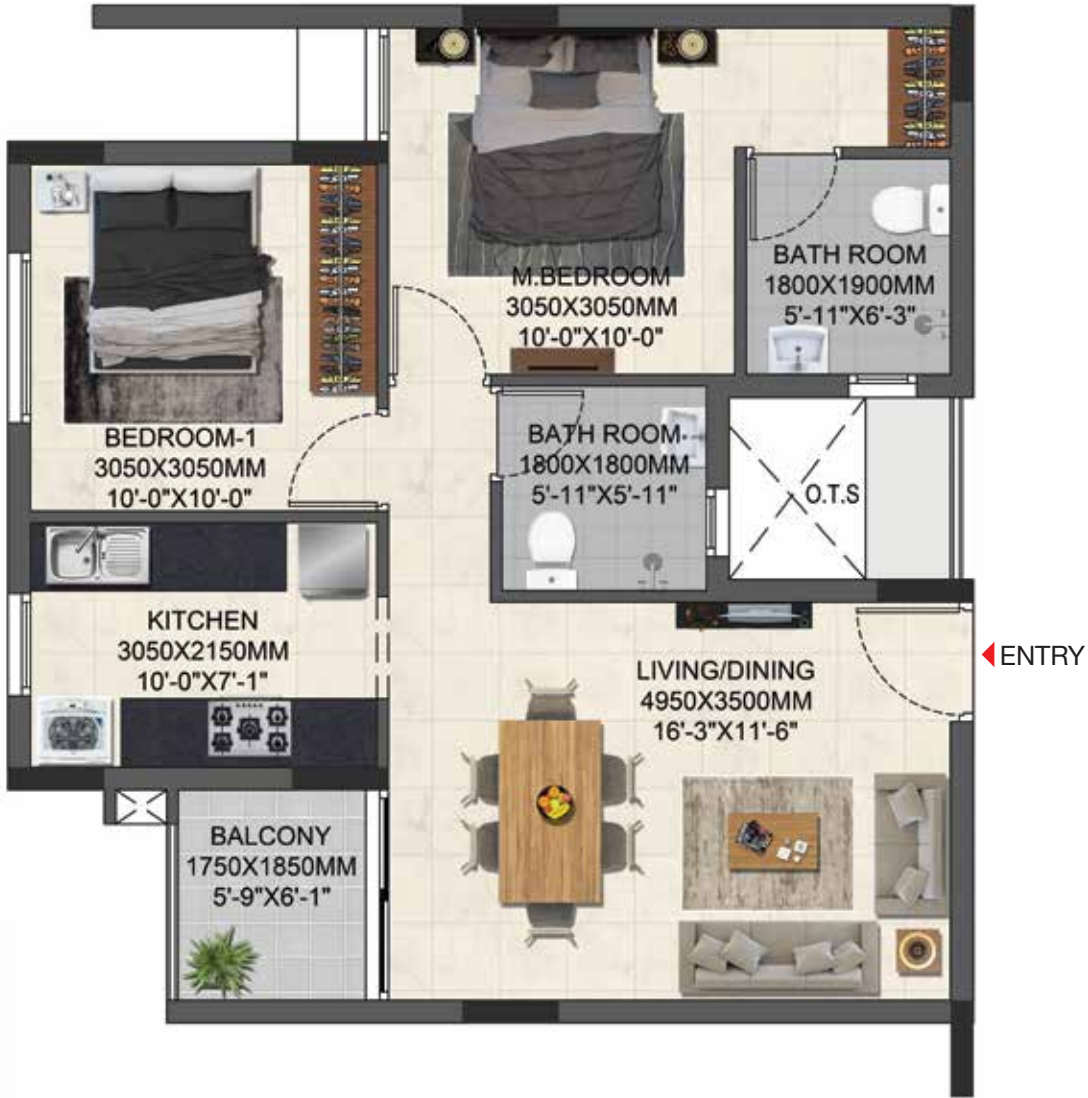 M.BEDROOM
3050X3050MM
10'-0"X10'-0"
BATH ROOM
1800X1900MM
5'-11"X6'-3"
BEDROOM-1
3050X3050MM
10'-0"X10'-0"
BATH ROOM
1800X1800MM
5'-11"X5'-11"
O.T.S
KITCHEN
3050X2150MM
10'-0"X7'-1"
LIVING/DINING
4950X3500MM
16'-3"X11'-6"
ENTRY
BALCONY
1750X1850MM
5'-9"X6'-1"